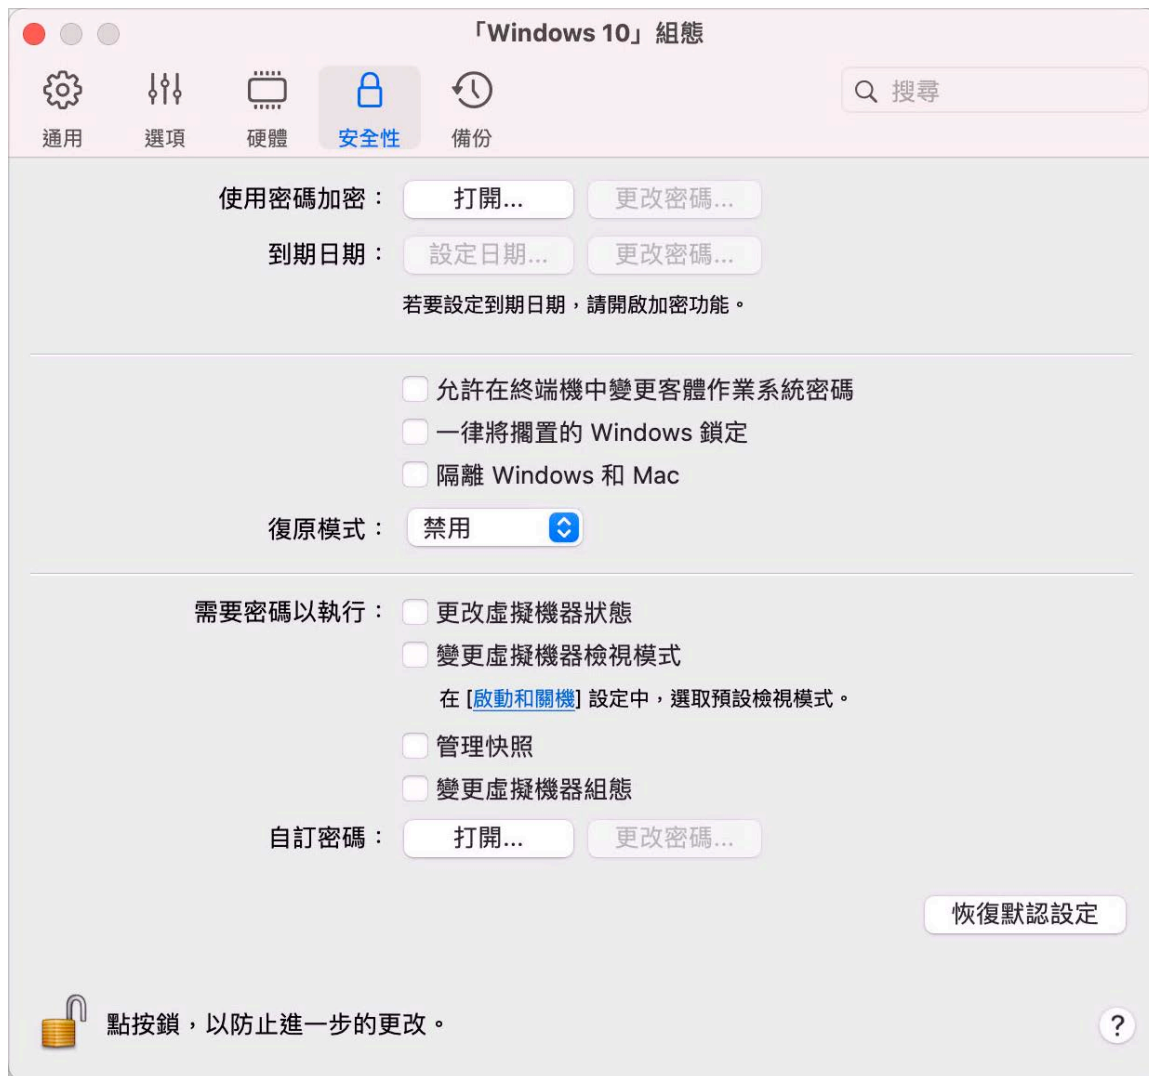 「Windows 10」組態
通用 選項 硬體 安全性 備份 搜尋
使用密碼加密： 打開... 更改密碼...
到期日期： 設定日期... 更改密碼...
若要設定到期日期，請開啟加密功能。
允許在終端機中變更客體作業系統密碼
一律將擱置的 Windows 鎖定
隔離 Windows 和 Mac
復原模式： 禁用
需要密碼以執行： 更改虛擬機器狀態
變更虛擬機器檢視模式
在 [啟動和關機] 設定中，選取預設檢視模式。
管理快照
變更虛擬機器組態
自訂密碼： 打開... 更改密碼...
恢復默認設定
點按鎖，以防止進一步的更改。 ?